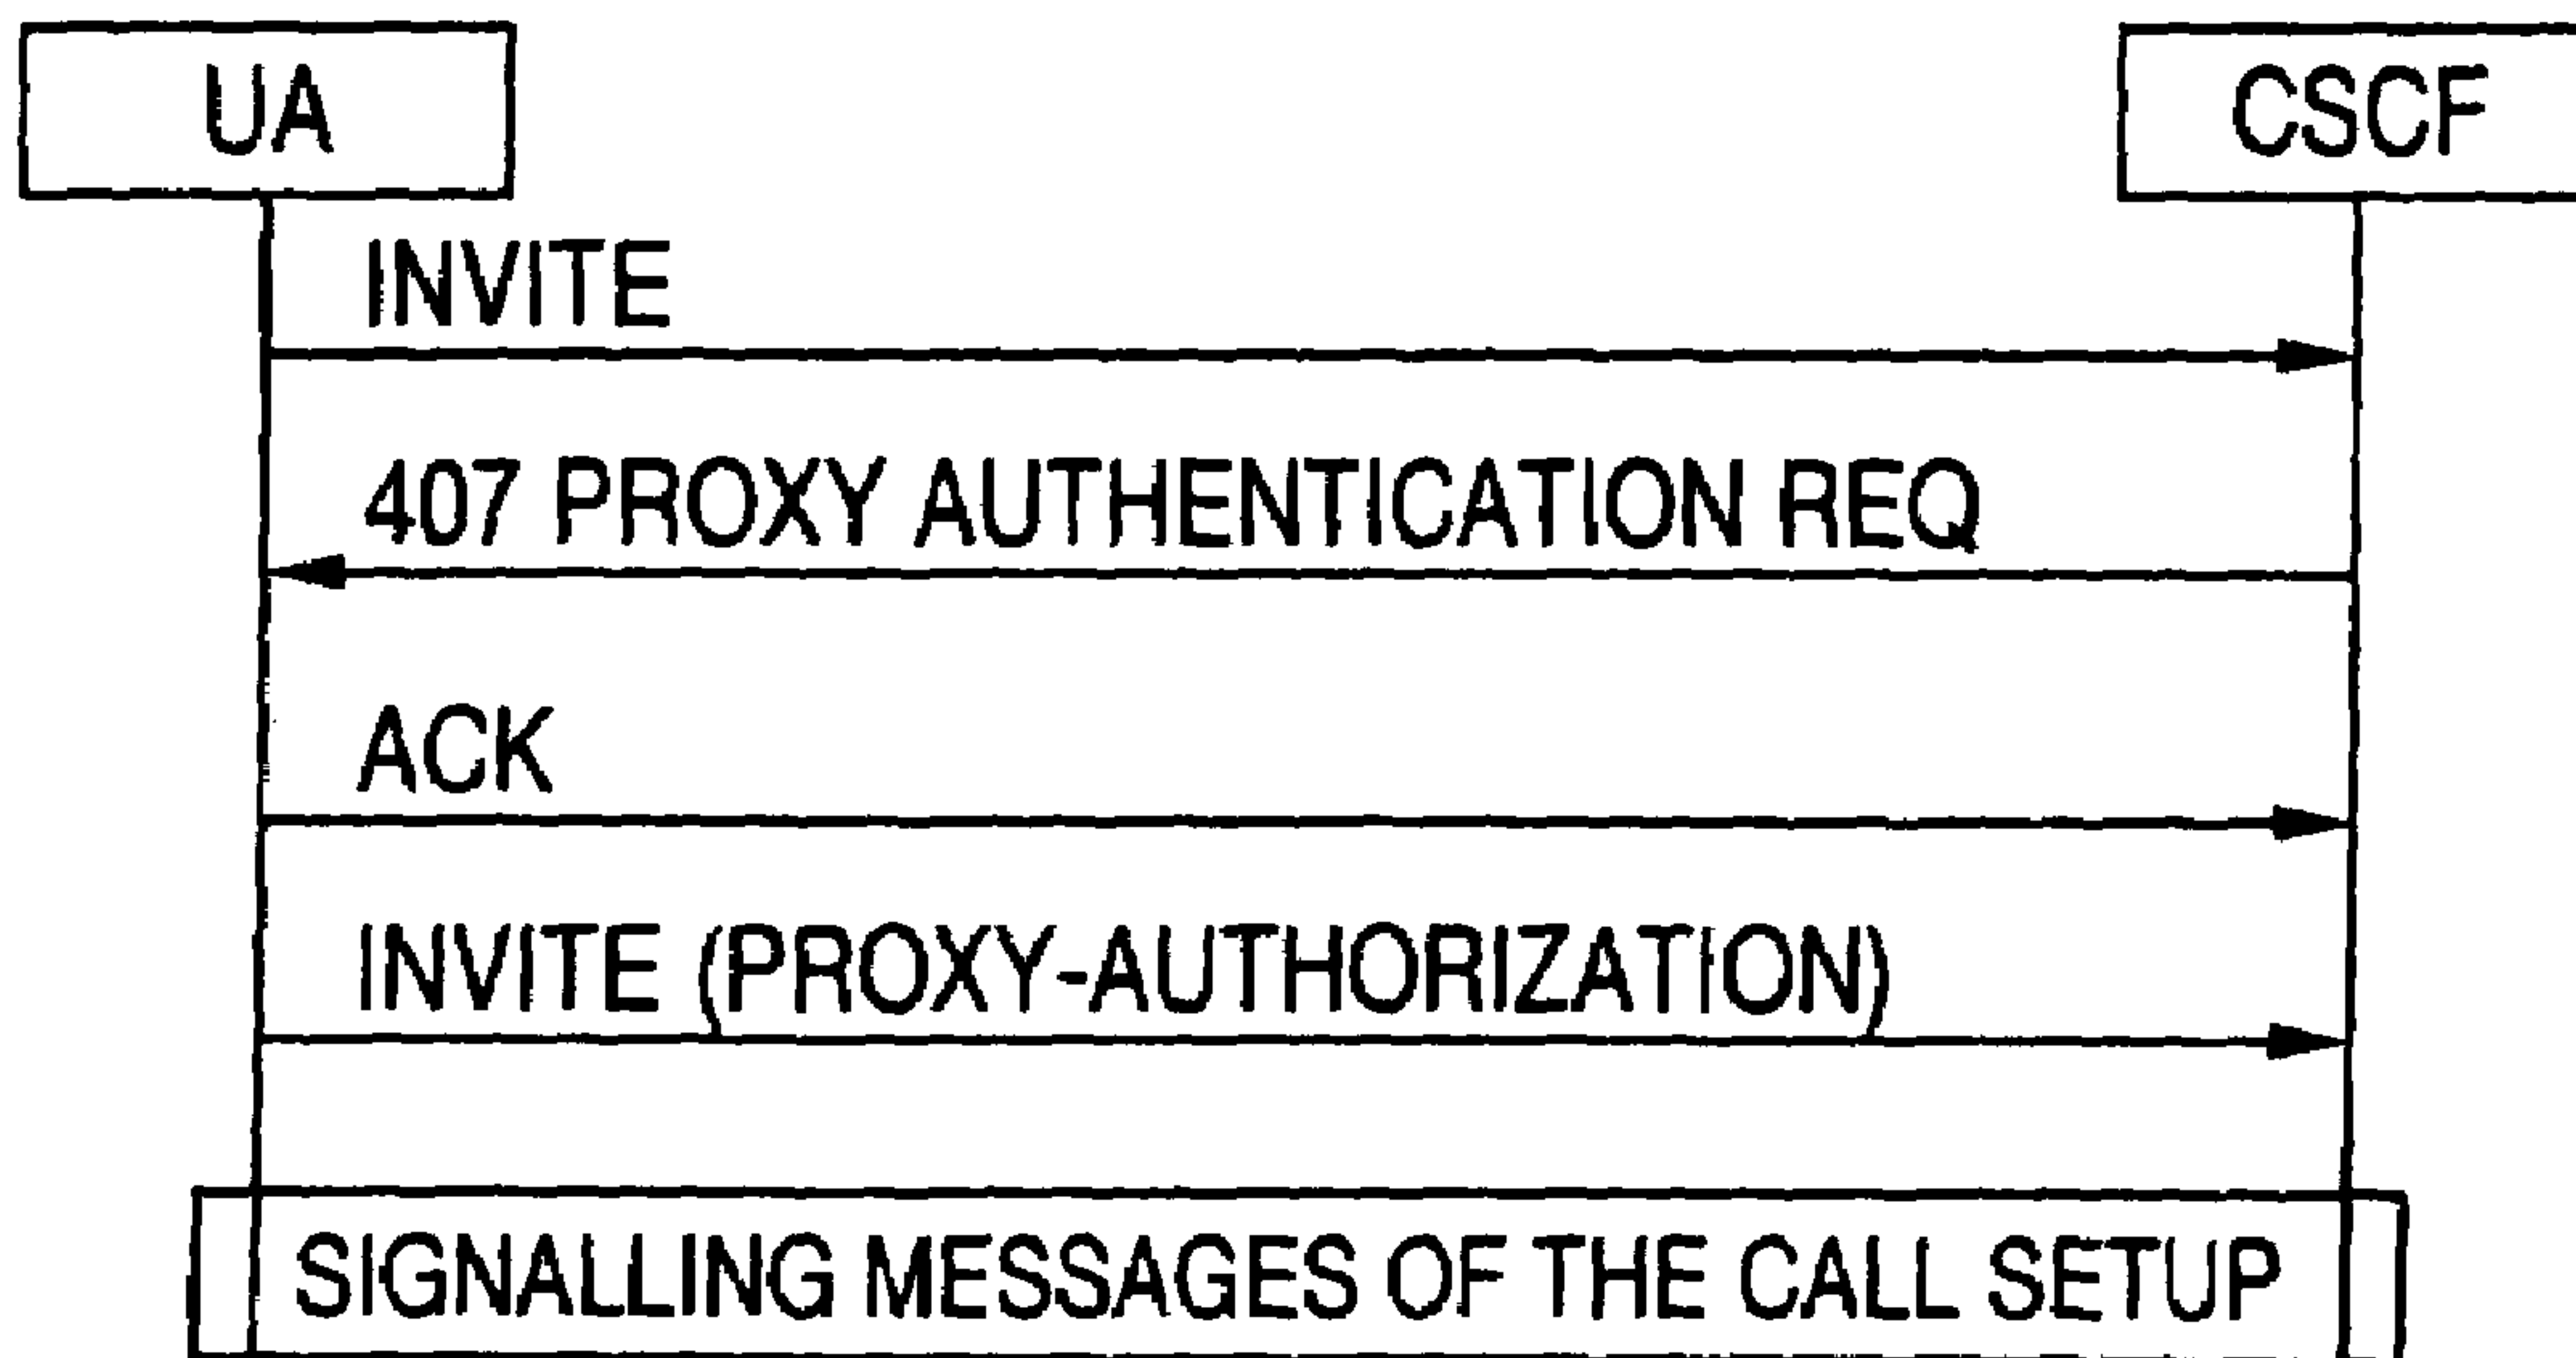 UA
CSCF
INVITE
407 PROXY AUTHENTICATION REQ
ACK
INVITE (PROXY-AUTHORIZATION)
SIGNALLING MESSAGES OF THE CALL SETUP